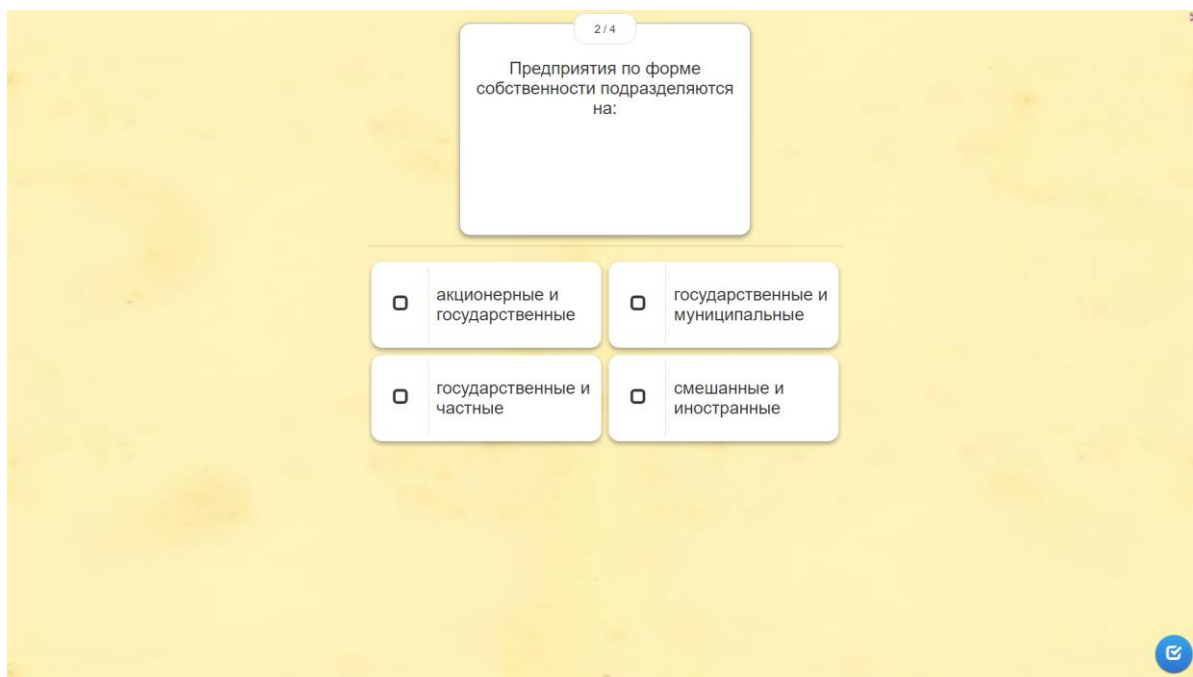 2 / 4
Предприятия по форме
собственности подразделяются
на:
акционерные и
государственные
государственные и
муниципальные
государственные и
частные
смешанные и
иностранные